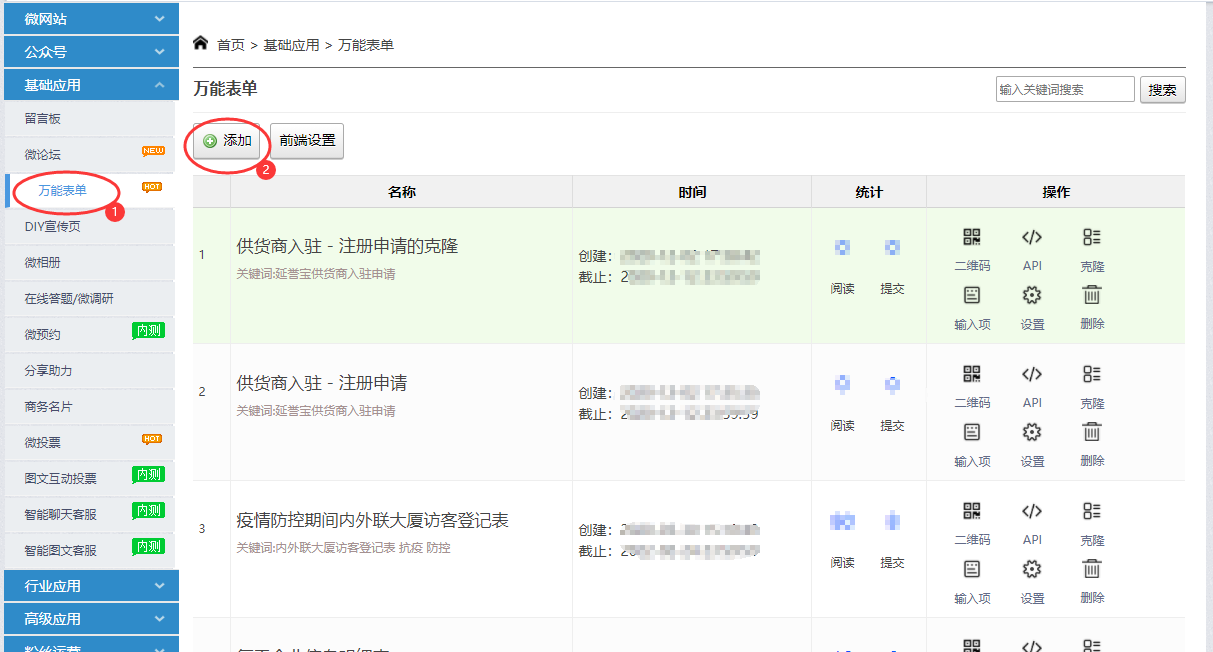 微网站
公众号
基础应用
留言板
微论坛 NEW
万能表单 HOT
1
DIY宣传页
微相册
在线答题/微调研
微预约 内测
分享助力
商务名片
微投票 HOT
图文互动投票 内测
智能聊天客服 内测
智能图文客服 内测
行业应用
高级应用
粉丝运营
首页 > 基础应用 > 万能表单
万能表单
输入关键词搜索 搜索
添加 前端设置
2
名称 时间 统计 操作
1
供货商入驻 - 注册申请的克隆
关键词:延誉宝供货商入驻申请
创建:
截止: 2
阅读 提交
二维码 API 克隆
输入项 设置 删除
2
供货商入驻 - 注册申请
关键词:延誉宝供货商入驻申请
创建:
截止:
阅读 提交
二维码 API 克隆
输入项 设置 删除
3
疫情防控期间内外联大厦访客登记表
关键词:内外联大厦访客登记表 抗疫 防控
创建:
截止:
阅读 提交
二维码 API 克隆
输入项 设置 删除